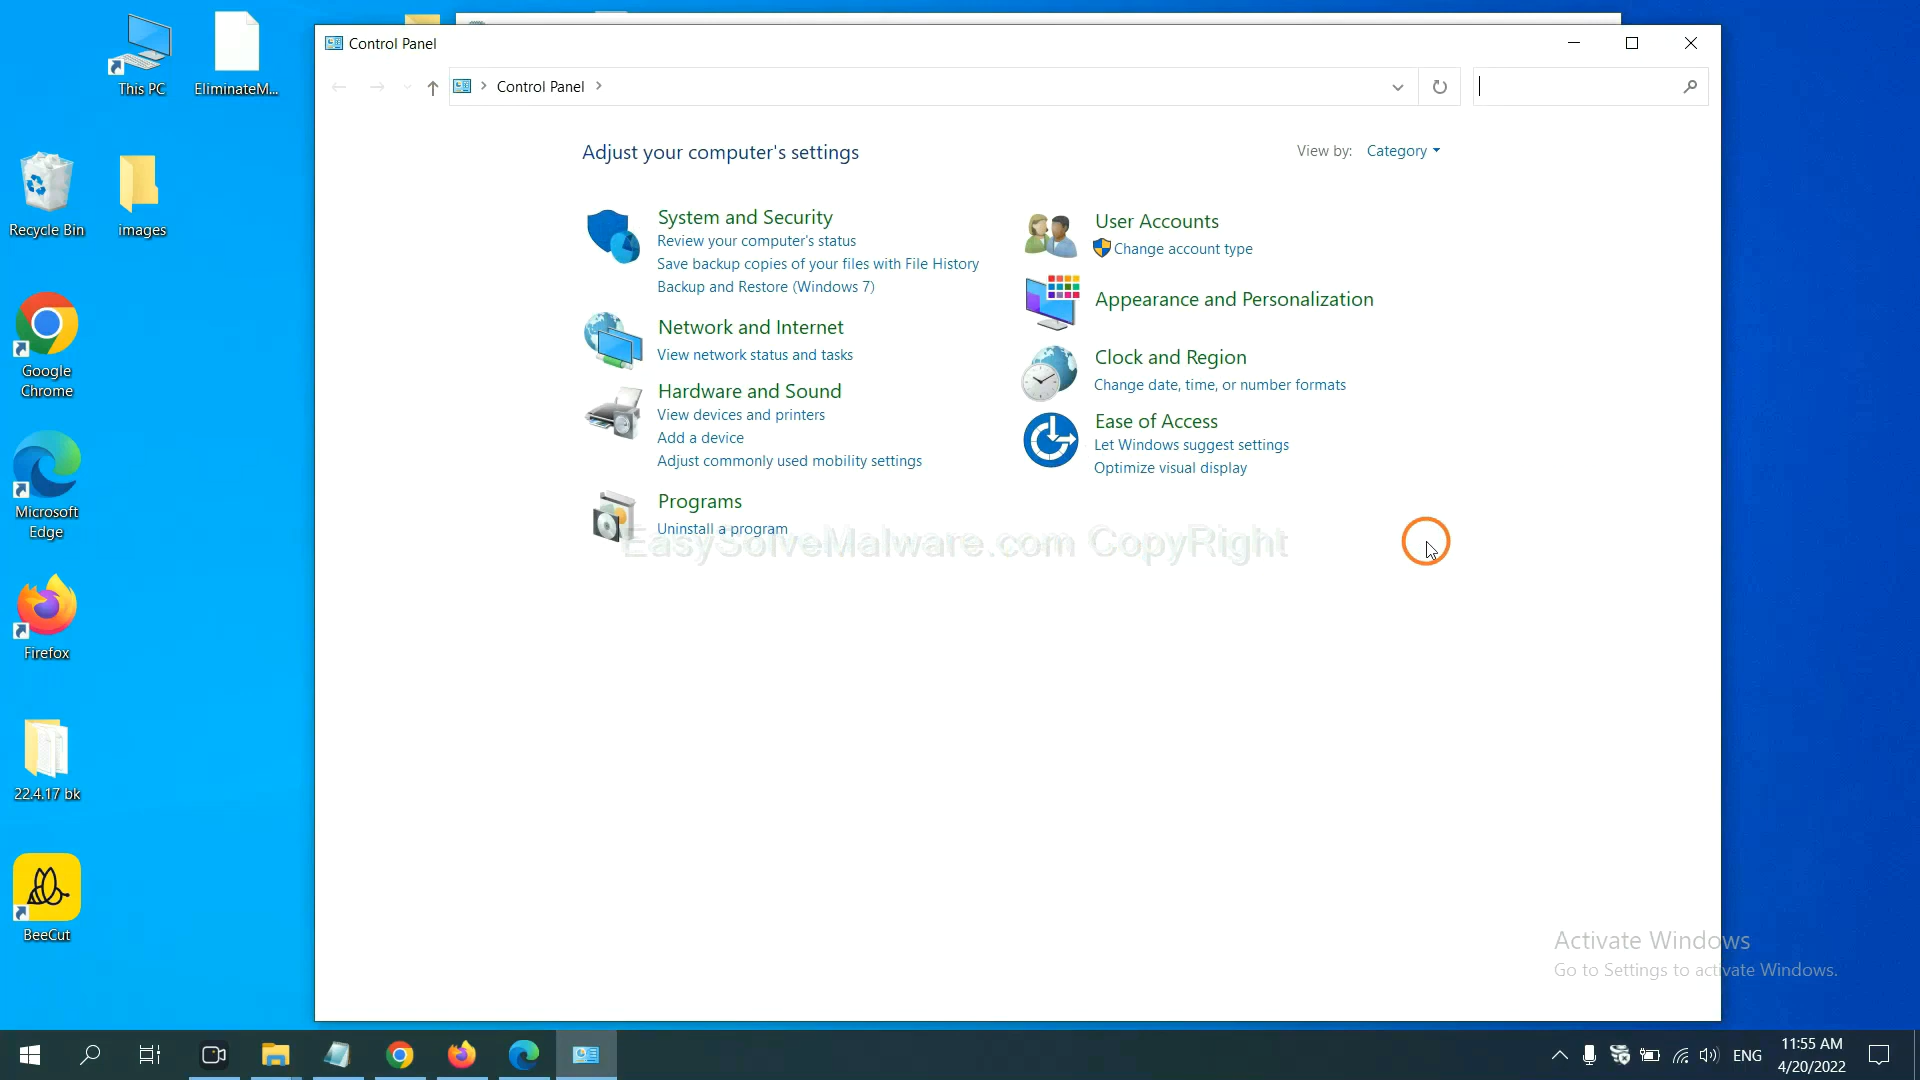 This PC
EliminateM...
Recycle Bin
images
Google
Chrome
Microsoft
Edge
Firefox
22.4.17 bk
BeeCut
Control Panel
Control Panel
Adjust your computer's settings
View by: Category
System and Security
Review your computer's status
Save backup copies of your files with File History
Backup and Restore (Windows 7)
Network and Internet
View network status and tasks
Hardware and Sound
View devices and printers
Add a device
Adjust commonly used mobility settings
Programs
Uninstall a program
User Accounts
Change account type
Appearance and Personalization
Clock and Region
Change date, time, or number formats
Ease of Access
Let Windows suggest settings
Optimize visual display
EasySolveMalware.com CopyRight
Activate Windows
Go to Settings to activate Windows.
ENG
11:55 AM
4/20/2022